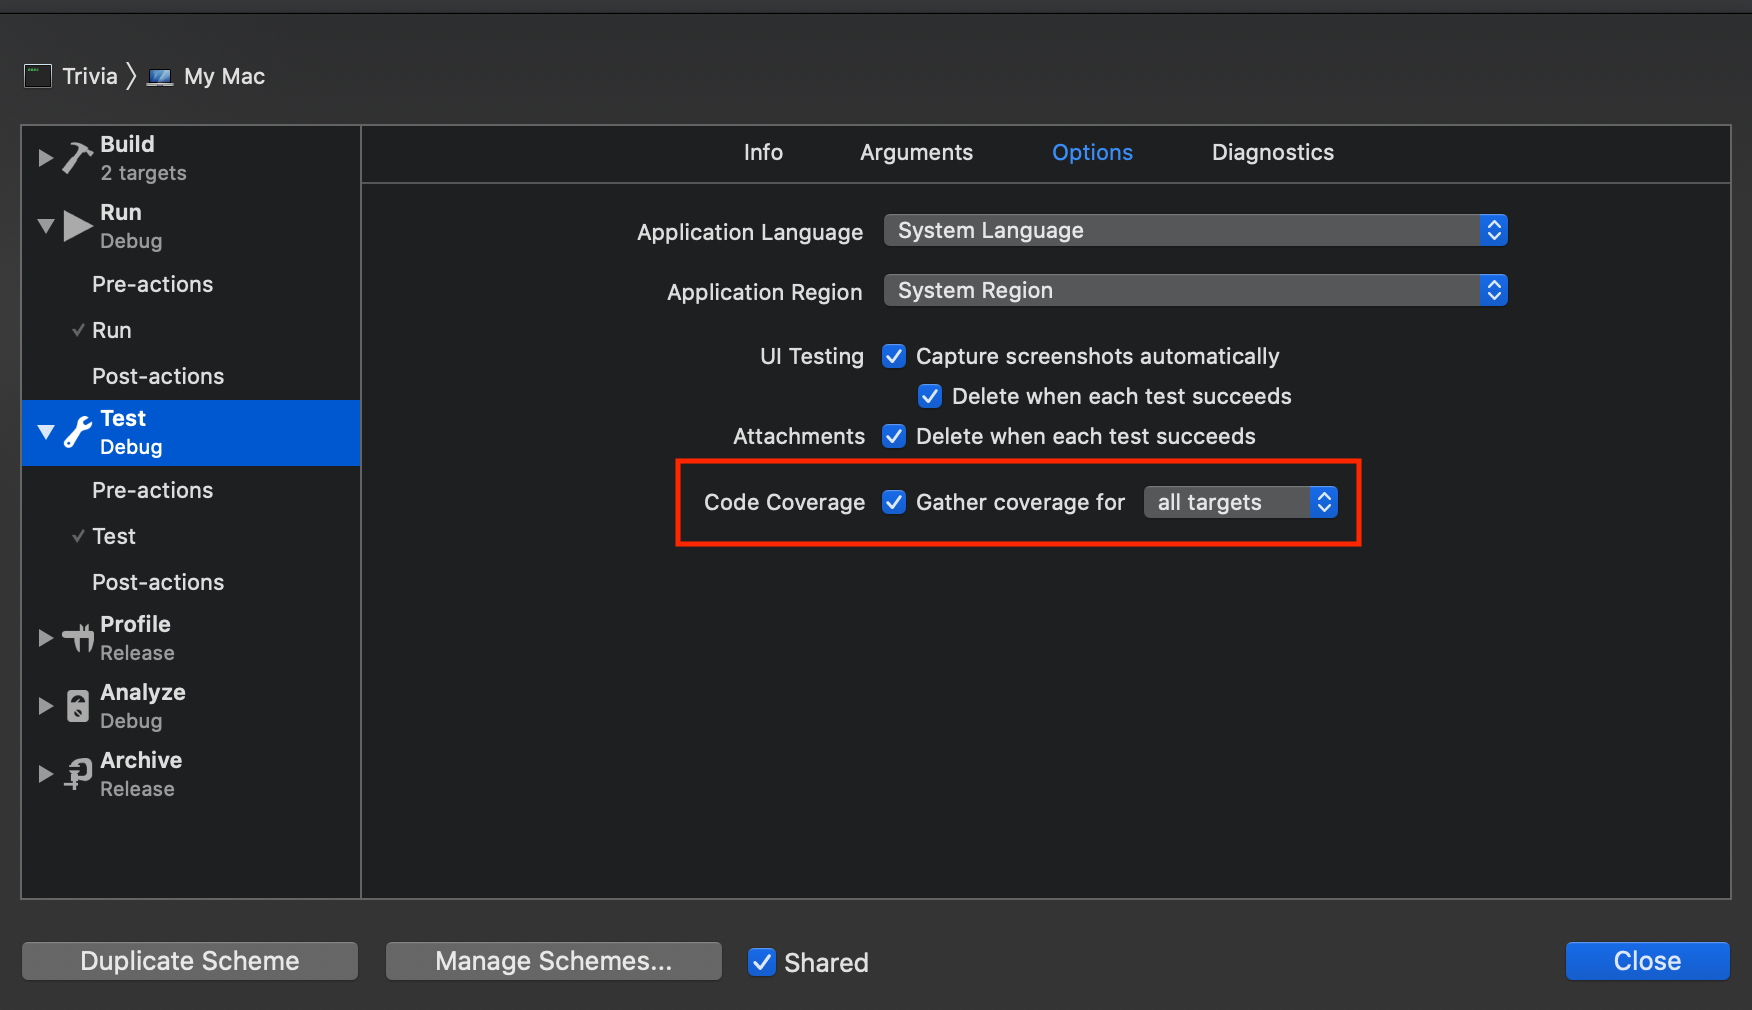 Trivia My Mac
Build
2 targets
Run
Debug
Pre-actions
Run
Post-actions
Test
Debug
Pre-actions
Test
Post-actions
Profile
Release
Analyze
Debug
Archive
Release
Info Arguments Options Diagnostics
Application Language System Language
Application Region System Region
UI Testing Capture screenshots automatically
Delete when each test succeeds
Attachments Delete when each test succeeds
Code Coverage Gather coverage for all targets
Duplicate Scheme Manage Schemes... Shared Close